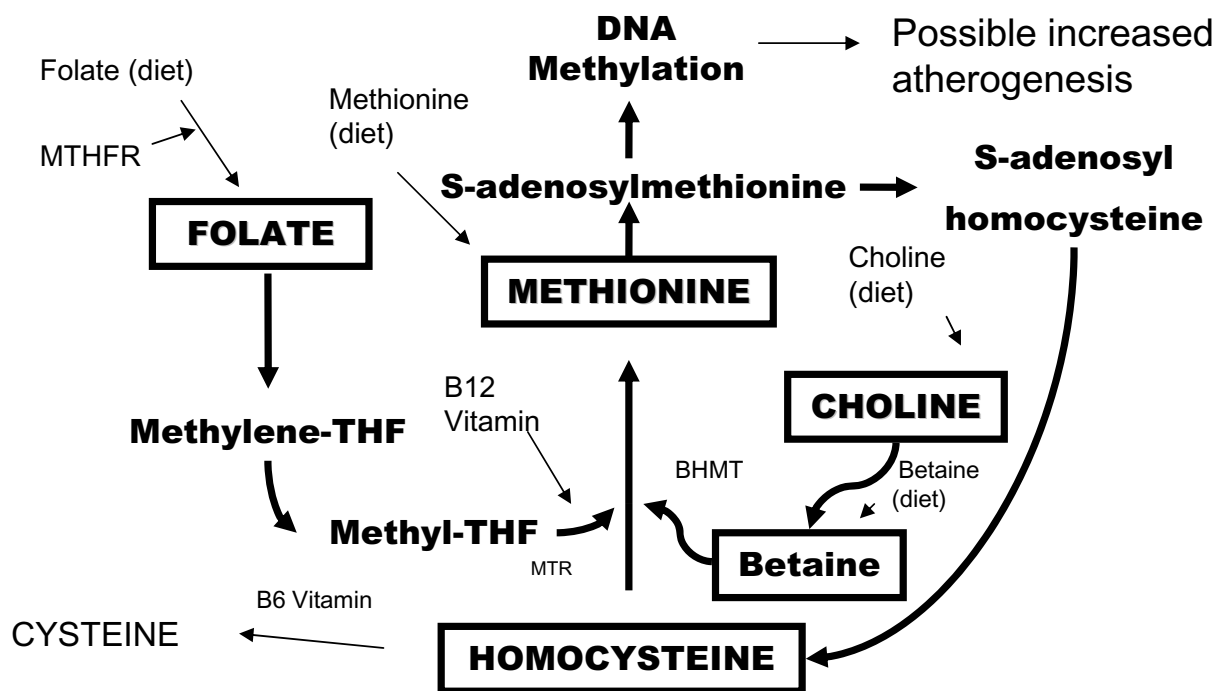 DNA
Methylation
Possible increased
atherogenesis
Folate (diet)
MTHFR
Methionine
(diet)
S-adenosylmethionine
S-adenosyl
homocysteine
FOLATE
METHIONINE
Choline
(diet)
CHOLINE
B12
Vitamin
Methylene-THF
BHMT
Betaine
(diet)
Methyl-THF
MTR
Betaine
B6 Vitamin
CYSTEINE
HOMOCYSTEINE